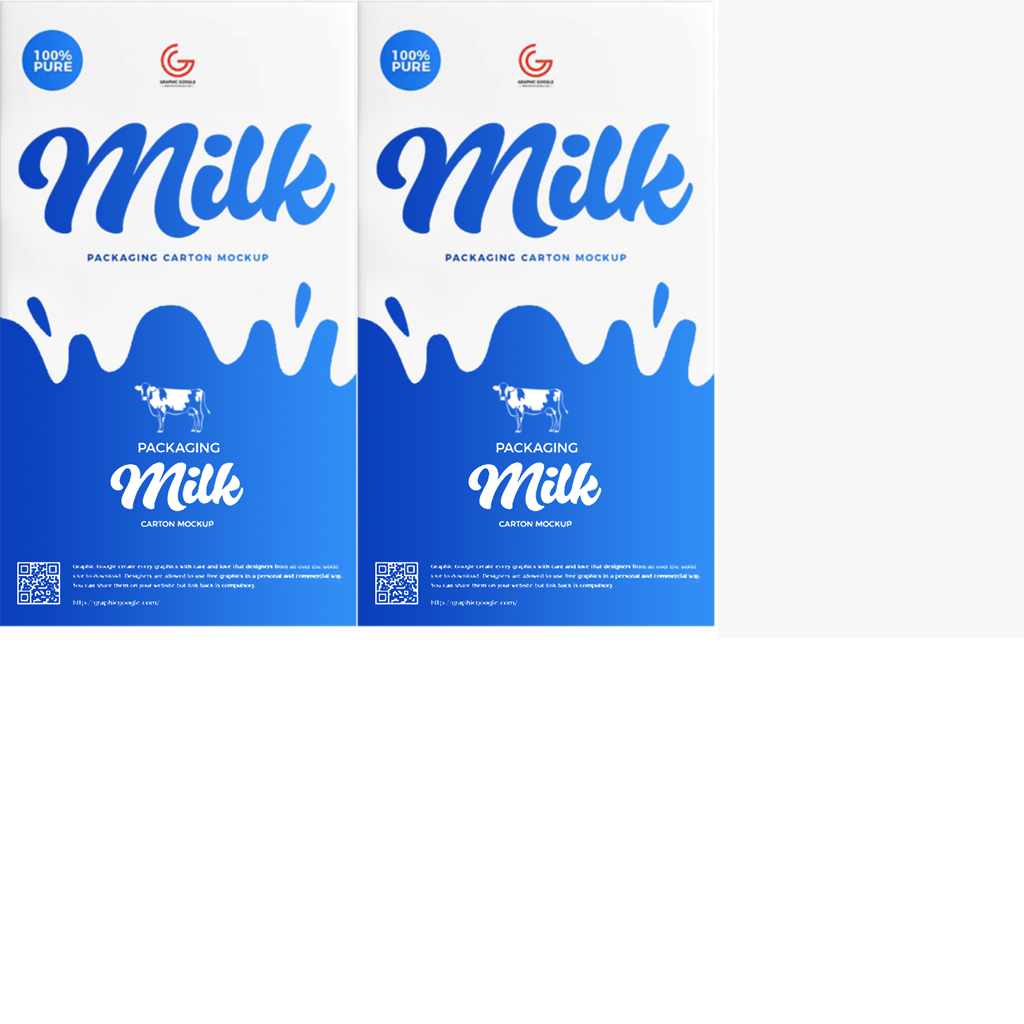 100%
PURE
GRAPHIC GOOGLE
Milk
PACKAGING CARTON MOCKUP
PACKAGING
Milk
CARTON MOCKUP
Graphic Google create every graphics with care and love that designers from all over the world
love to download. Designers are allowed to use free graphics in a personal and commercial way.
You can share them on your website but link back is compulsory.
http://graphicgoogle.com/
100%
PURE
GRAPHIC GOOGLE
Milk
PACKAGING CARTON MOCKUP
PACKAGING
Milk
CARTON MOCKUP
Graphic Google create every graphics with care and love that designers from all over the world
love to download. Designers are allowed to use free graphics in a personal and commercial way.
You can share them on your website but link back is compulsory.
http://graphicgoogle.com/